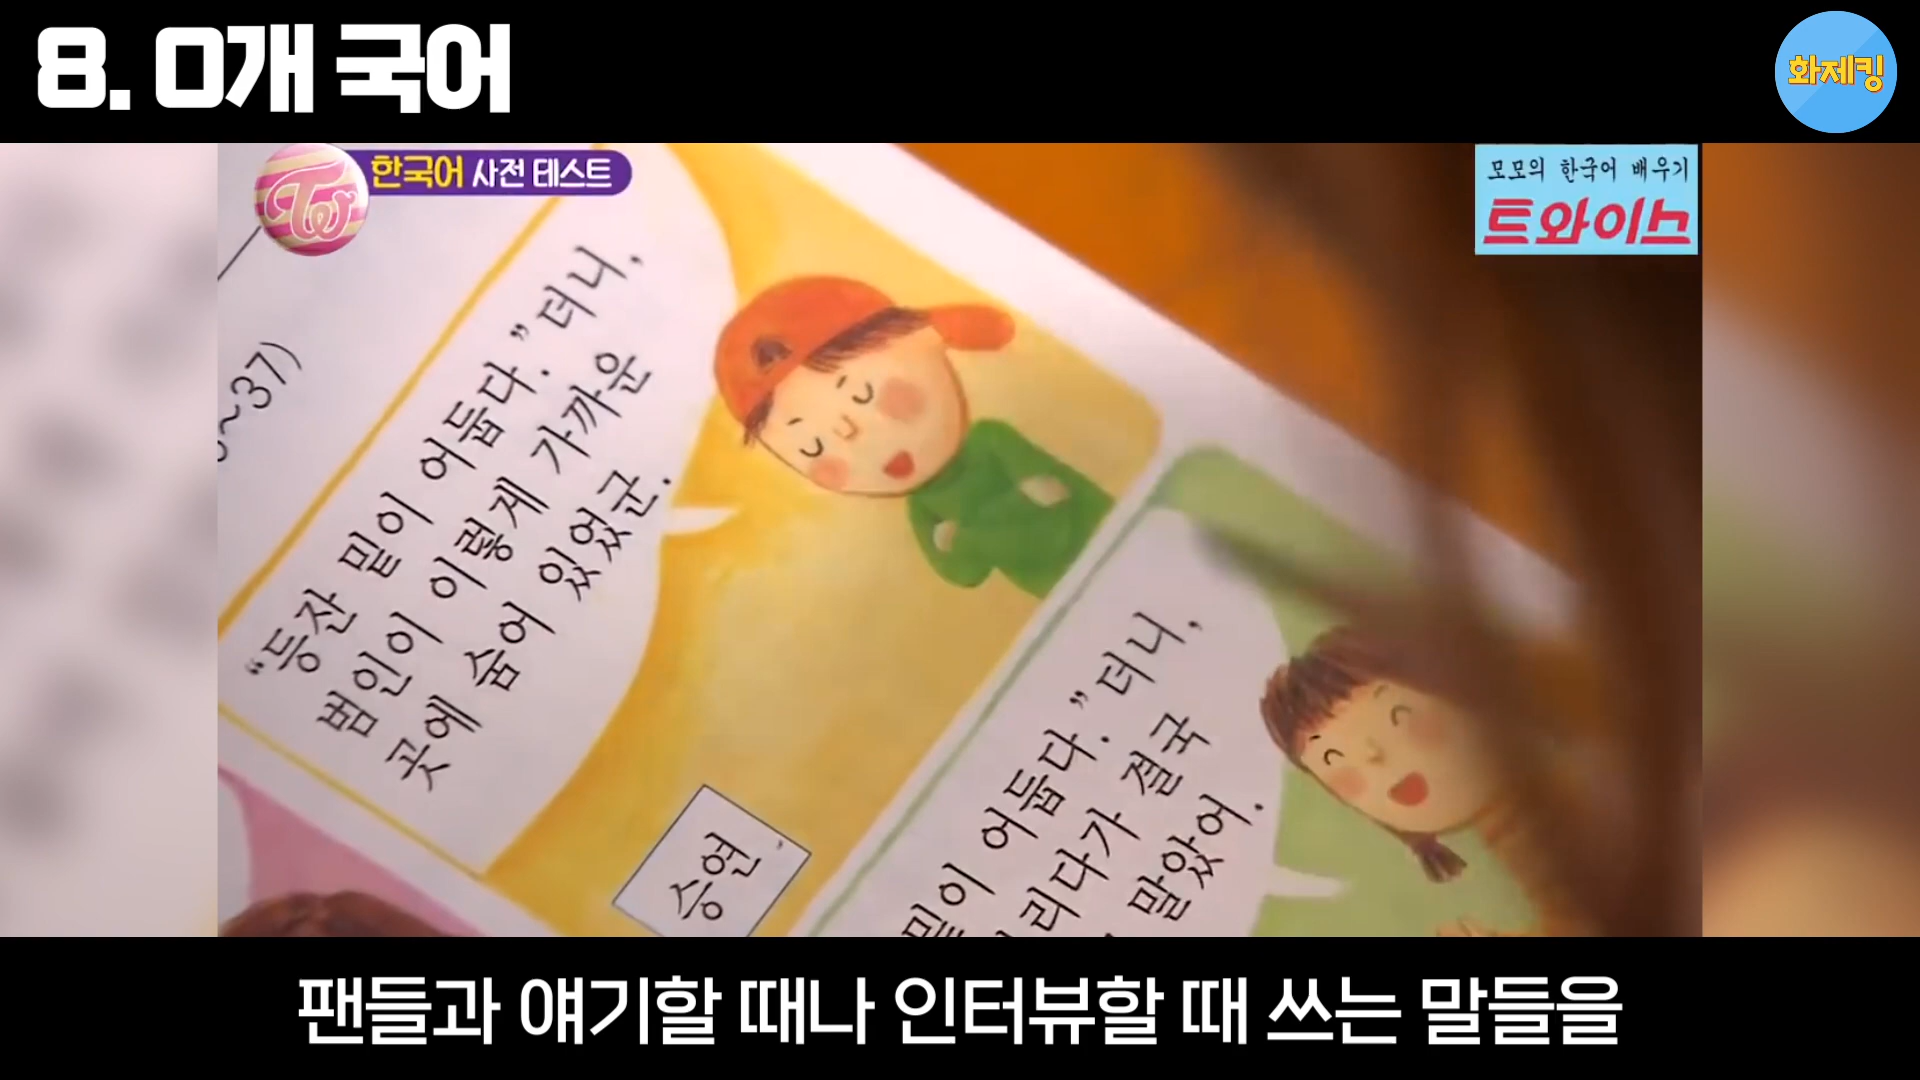 8. 0개 국어
화제킹
Tw
한국어 사전 테스트
모모의 한국어 배우기
트와이스
~37)
“등잔 밑이 어둡다.” 더니,
범인이 이렇게 가까운
곳에 숨어 있었군.
승연
밑이 어둡다.” 더니,
리다가 결국
말았어.
팬들과 얘기할 때나 인터뷰할 때 쓰는 말들을